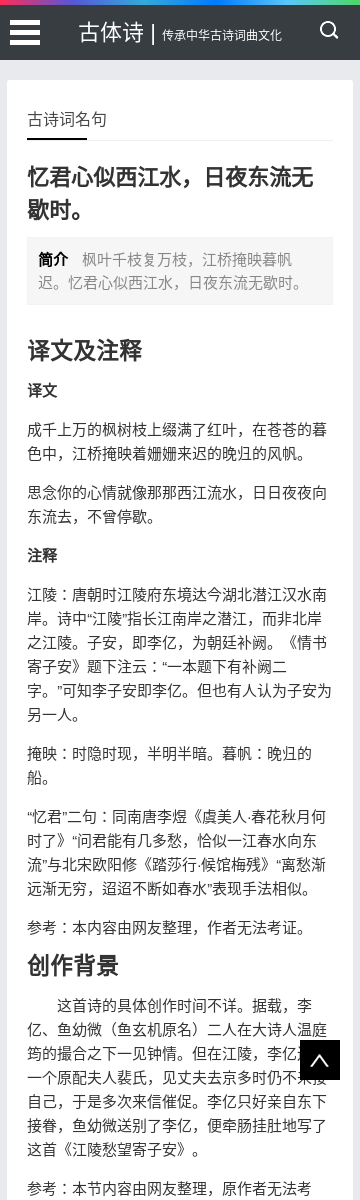 古体诗 | 传承中华古诗词曲文化
古诗词名句
忆君心似西江水，日夜东流无
歇时。
简介 枫叶千枝复万枝，江桥掩映暮帆
迟。忆君心似西江水，日夜东流无歇时。
译文及注释
译文
成千上万的枫树枝上缀满了红叶，在苍苍的暮
色中，江桥掩映着姗姗来迟的晚归的风帆。
思念你的心情就像那那西江流水，日日夜夜向
东流去，不曾停歇。
注释
江陵：唐朝时江陵府东境达今湖北潜江汉水南
岸。诗中“江陵”指长江南岸之潜江，而非北岸
之江陵。子安，即李亿，为朝廷补阙。《情书
寄子安》题下注云：“一本题下有补阙二
字。”可知李子安即李亿。但也有人认为子安为
另一人。
掩映：时隐时现，半明半暗。暮帆：晚归的
船。
“忆君”二句：同南唐李煜《虞美人·春花秋月何
时了》“问君能有几多愁，恰似一江春水向东
流”与北宋欧阳修《踏莎行·候馆梅残》“离愁渐
远渐无穷，迢迢不断如春水”表现手法相似。
参考：本内容由网友整理，作者无法考证。
创作背景
这首诗的具体创作时间不详。据载，李
亿、鱼幼微（鱼玄机原名）二人在大诗人温庭
筠的撮合之下一见钟情。但在江陵，李亿
一个原配夫人裴氏，见丈夫去京多时仍不来接
自己，于是多次来信催促。李亿只好亲自东下
接眷，鱼幼微送别了李亿，便牵肠挂肚地写了
这首《江陵愁望寄子安》。
参考：本节内容由网友整理，原作者无法考